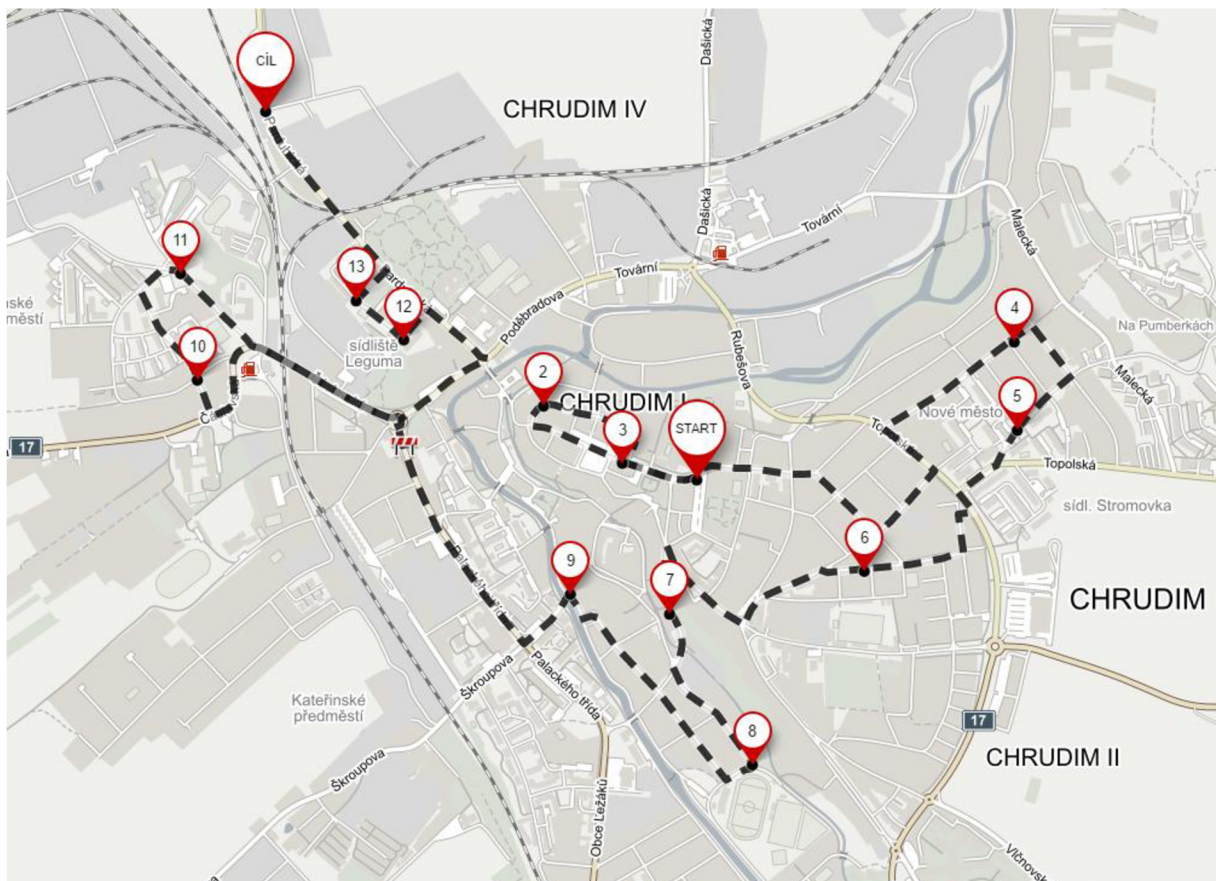 CÍL
CHRUDIM IV
Dašická
Dašická
Tovární
Malecká
11
13
12
Tovární
Poděbradova
4
Na Pumberkách
sídliště
Leguma
10
Rubešova
Malecká
2
CHRUDIM I
5
Nové město
3
START
17
Topolská
sídl. Stromovka
6
9
7
CHRUDIM
Škroupova
Palackého třída
Kateřinské
předměstí
17
8
CHRUDIM II
Škroupova
Obce Ležáků